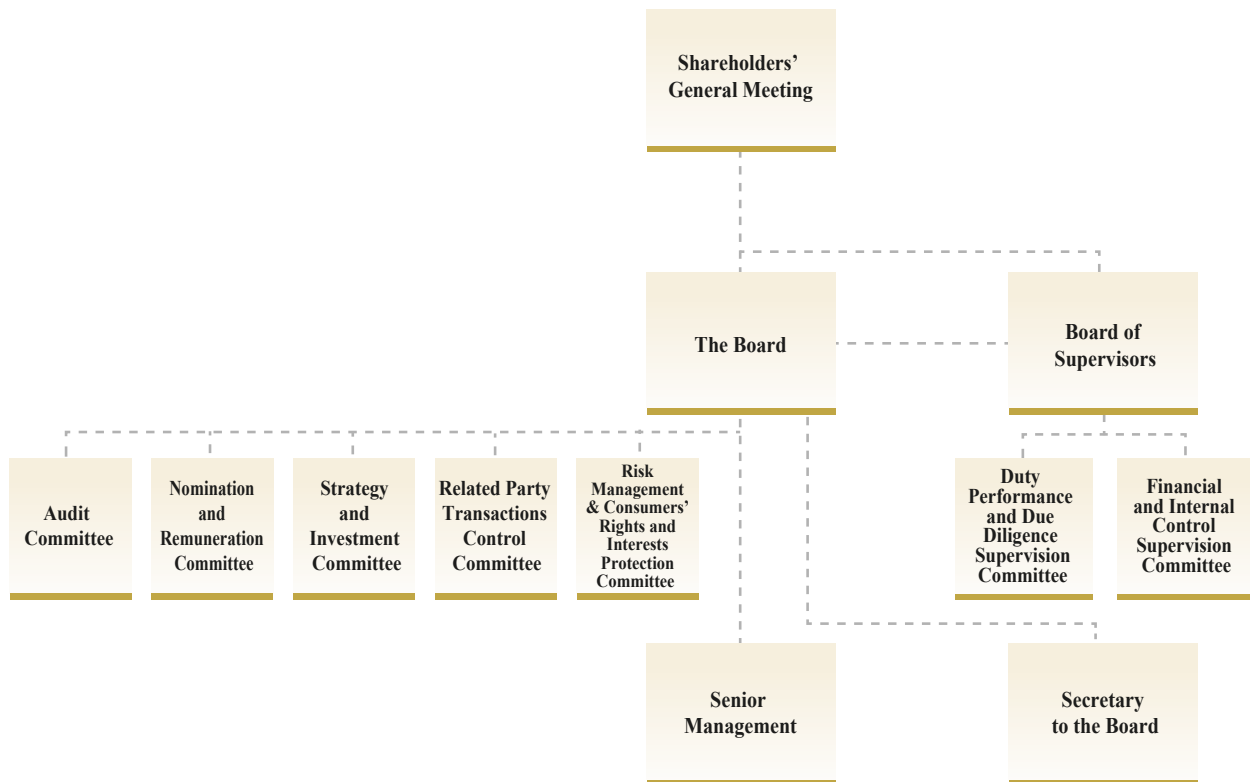 Shareholders’
General Meeting
The Board
Board of
Supervisors
Audit
Committee
Nomination
and
Remuneration
Committee
Strategy
and
Investment
Committee
Related Party
Transactions
Control
Committee
Risk
Management
& Consumers’
Rights and
Interests
Protection
Committee
Duty
Performance
and Due
Diligence
Supervision
Committee
Financial
and Internal
Control
Supervision
Committee
Senior
Management
Secretary
to the Board